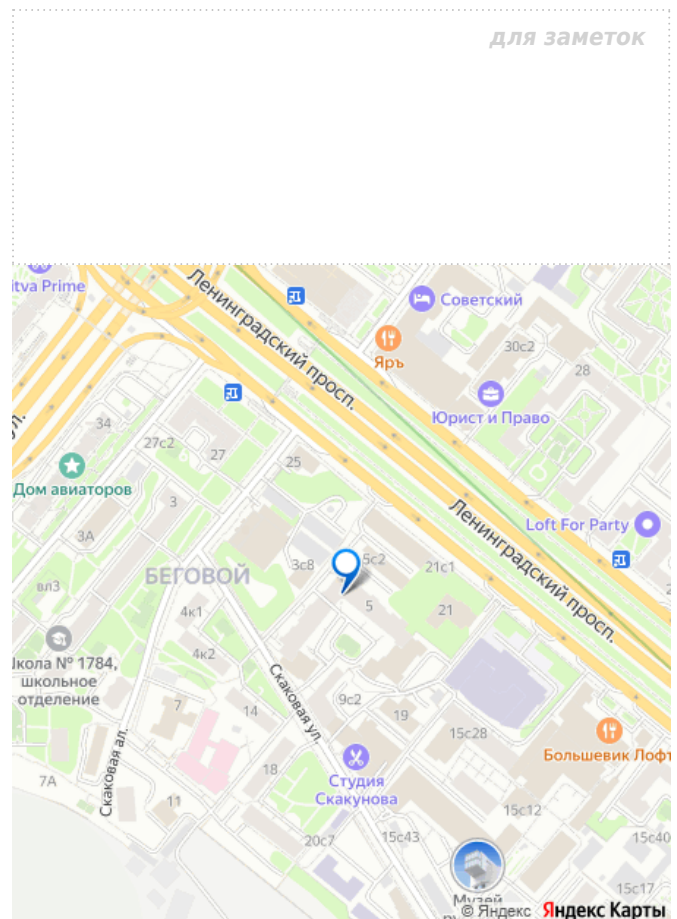 для заметок
itva Prime
Ленинградский просп.
Советский
Яръ
30с2
28
Юрист и Право
ул.
34
27с2
27
25
Дом авиаторов
3
Ленинградский просп.
Loft For Party
3А
БЕГОВОЙ
3с8
5с2
21с1
вл3
5
21
4к1
Школа № 1784,
школьное
отделение
4к2
Скаковая ул.
9с2
7
14
19
15с28
Большевик Лофт
Скаковая ал.
18
Студия
Скакунова
7А
11
15с12
20с7
15с43
15с40
15с17
Музей
© Яндекс Яндекс Карты